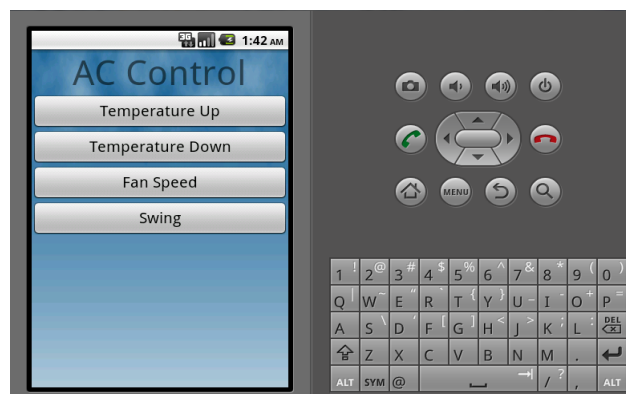 3G 1:42 AM
AC Control
Temperature Up
Temperature Down
Fan Speed
Swing
MENU
1 ! 2 @ 3 # 4 $ 5 % 6 ^ 7 & 8 * 9 ( 0 )
Q | W ~ E “ R ` T { Y } U _ I - O + P =
A S \ D ‘ F [ G ] H < J > K ; L : DEL
Z X C V B N M .
ALT SYM @ / ? , ALT